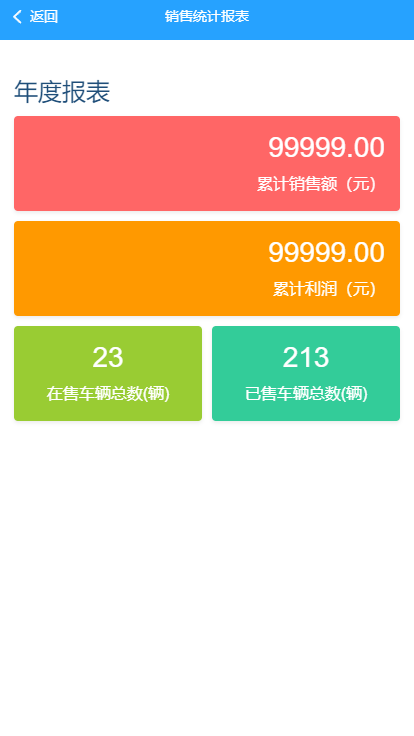 返回
销售统计报表
年度报表
99999.00
累计销售额（元）
99999.00
累计利润（元）
23
在售车辆总数(辆)
213
已售车辆总数(辆)